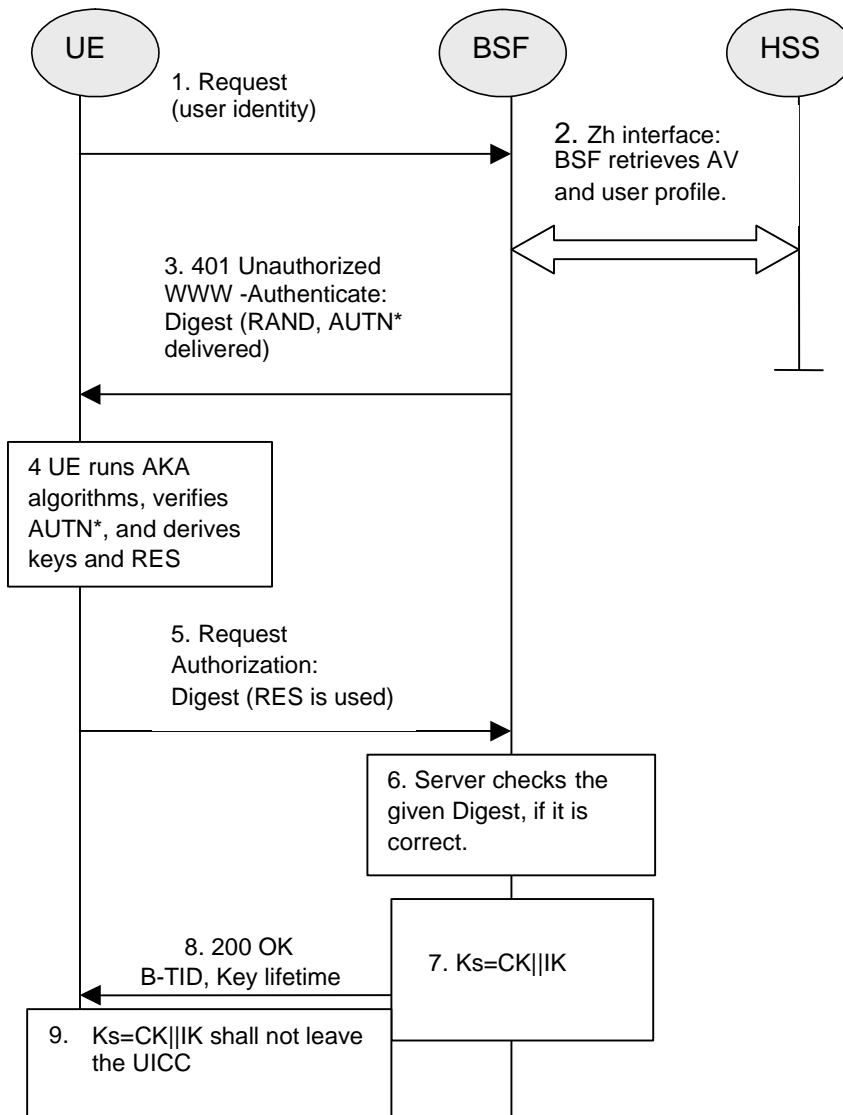 UE
BSF
HSS
1. Request
(user identity)
2. Zh interface:
BSF retrieves AV
and user profile.
3. 401 Unauthorized
WWW -Authenticate:
Digest (RAND, AUTN*
delivered)
4 UE runs AKA
algorithms, verifies
AUTN*, and derives
keys and RES
5. Request
Authorization:
Digest (RES is used)
6. Server checks the
given Digest, if it is
correct.
7. Ks=CK||IK
8. 200 OK
B-TID, Key lifetime
9. Ks=CK||IK shall not leave
the UICC